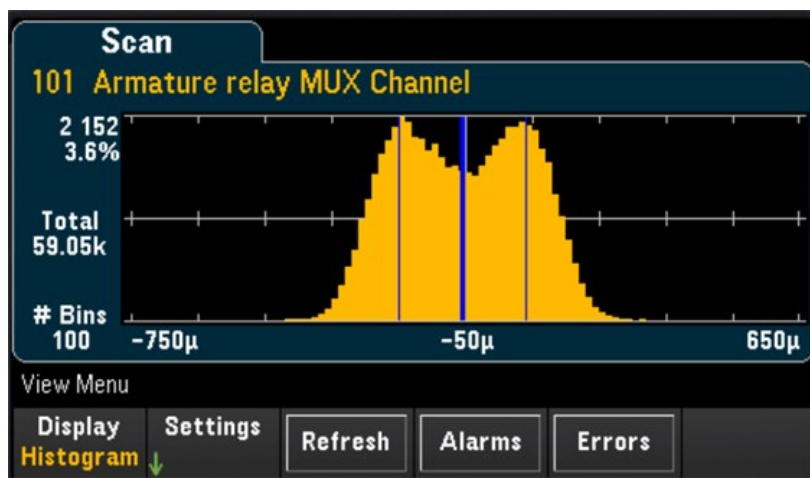 Scan
101 Armature relay MUX Channel
2 152
3.6%
Total
59.05k
# Bins
100
-750µ
-50µ
650µ
View Menu
Display
Histogram
Settings
Refresh
Alarms
Errors